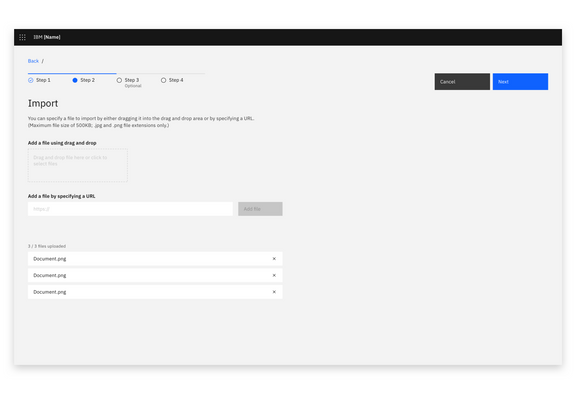 IBM [Name]
Back /
Step 1
Step 2
Step 3
Optional
Step 4
Cancel
Next
Import
You can specify a file to import by either dragging it into the drag and drop area or by specifying a URL.
(Maximum file size of 500KB; .jpg and .png file extensions only.)
Add a file using drag and drop
Drag and drop file here or click to
select files
Add a file by specifying a URL
https://
Add file
3 / 3 files uploaded
Document.png
Document.png
Document.png